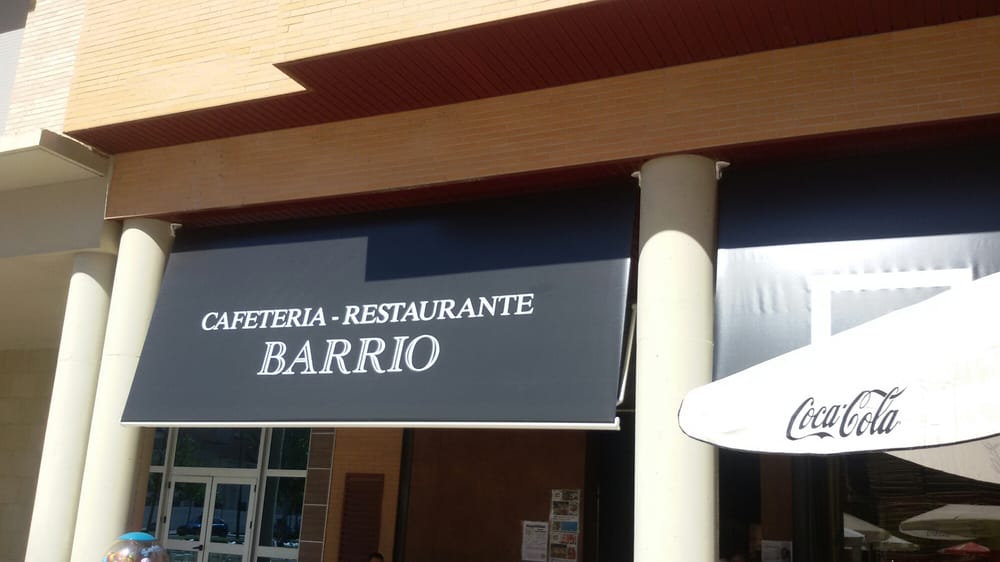 CAFETERIA - RESTAURANTE
BARRIO
Coca-Cola